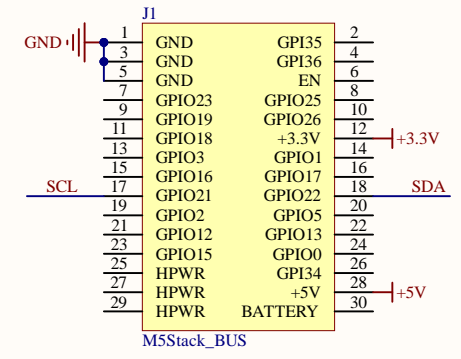 J1
GND 1 GND GPI35 2
3 GND GPI36 4
5 GND EN 6
7 GPIO23 GPIO25 8
9 GPIO19 GPIO26 10
11 GPIO18 +3.3V 12 +3.3V
13 GPIO3 GPIO1 14
15 GPIO16 GPIO17 16
SCL 17 GPIO21 GPIO22 18 SDA
19 GPIO2 GPIO5 20
21 GPIO12 GPIO13 22
23 GPIO15 GPIO0 24
25 HPWR GPI34 26
27 HPWR +5V 28 +5V
29 HPWR BATTERY 30
M5Stack_BUS